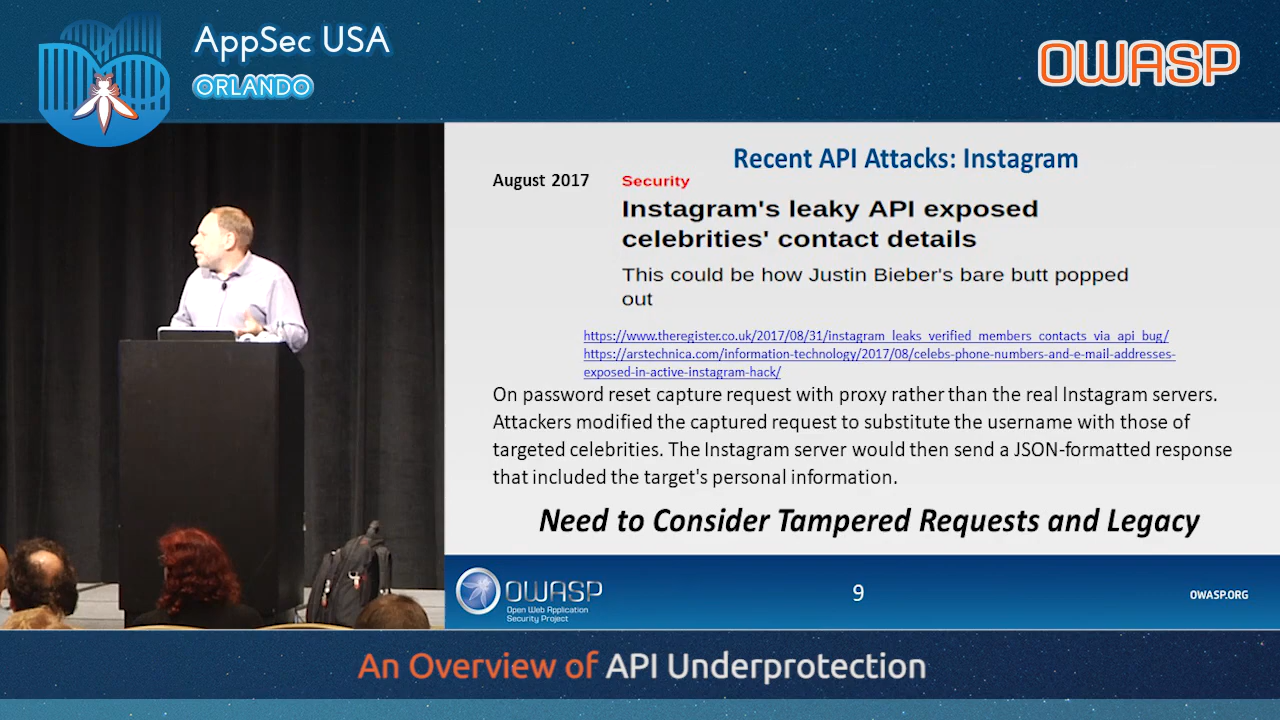 AppSec USA
ORLANDO
OWASP
Recent API Attacks: Instagram
August 2017
Security
Instagram's leaky API exposed
celebrities' contact details
This could be how Justin Bieber's bare butt popped
out
https://www.theregister.co.uk/2017/08/31/instagram_leaks_verified_members_contacts_via_api_bug/
https://arstechnica.com/information-technology/2017/08/celebs-phone-numbers-and-e-mail-addresses-
exposed-in-active-instagram-hack/
On password reset capture request with proxy rather than the real Instagram servers.
Attackers modified the captured request to substitute the username with those of
targeted celebrities. The Instagram server would then send a JSON-formatted response
that included the target's personal information.
Need to Consider Tampered Requests and Legacy
OWASP
Open Web Application
Security Project
9
OWASP.ORG
An Overview of API Underprotection